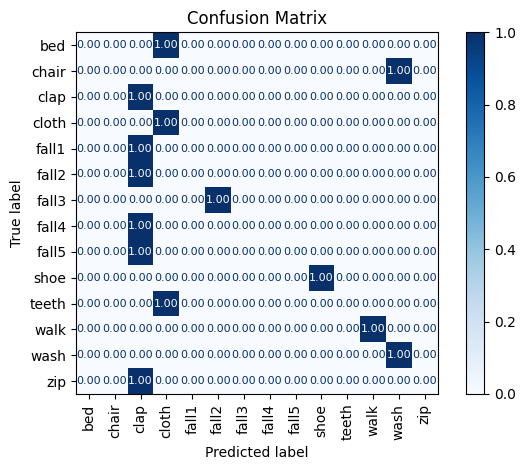 Confusion Matrix
bed 0.00 0.00 0.00 1.00 0.00 0.00 0.00 0.00 0.00 0.00 0.00 0.00 0.00 0.00
chair 0.00 0.00 0.00 0.00 0.00 0.00 0.00 0.00 0.00 0.00 0.00 0.00 1.00 0.00
clap 0.00 0.00 1.00 0.00 0.00 0.00 0.00 0.00 0.00 0.00 0.00 0.00 0.00 0.00
cloth 0.00 0.00 0.00 1.00 0.00 0.00 0.00 0.00 0.00 0.00 0.00 0.00 0.00 0.00
fall1 0.00 0.00 1.00 0.00 0.00 0.00 0.00 0.00 0.00 0.00 0.00 0.00 0.00 0.00
fall2 0.00 0.00 1.00 0.00 0.00 0.00 0.00 0.00 0.00 0.00 0.00 0.00 0.00 0.00
fall3 0.00 0.00 0.00 0.00 0.00 1.00 0.00 0.00 0.00 0.00 0.00 0.00 0.00 0.00
fall4 0.00 0.00 1.00 0.00 0.00 0.00 0.00 0.00 0.00 0.00 0.00 0.00 0.00 0.00
fall5 0.00 0.00 1.00 0.00 0.00 0.00 0.00 0.00 0.00 0.00 0.00 0.00 0.00 0.00
shoe 0.00 0.00 0.00 0.00 0.00 0.00 0.00 0.00 0.00 1.00 0.00 0.00 0.00 0.00
teeth 0.00 0.00 0.00 1.00 0.00 0.00 0.00 0.00 0.00 0.00 0.00 0.00 0.00 0.00
walk 0.00 0.00 0.00 0.00 0.00 0.00 0.00 0.00 0.00 0.00 0.00 1.00 0.00 0.00
wash 0.00 0.00 0.00 0.00 0.00 0.00 0.00 0.00 0.00 0.00 0.00 0.00 1.00 0.00
zip 0.00 0.00 1.00 0.00 0.00 0.00 0.00 0.00 0.00 0.00 0.00 0.00 0.00 0.00
bed chair clap cloth fall1 fall2 fall3 fall4 fall5 shoe teeth walk wash zip
Predicted label
True label
1.0
0.8
0.6
0.4
0.2
0.0